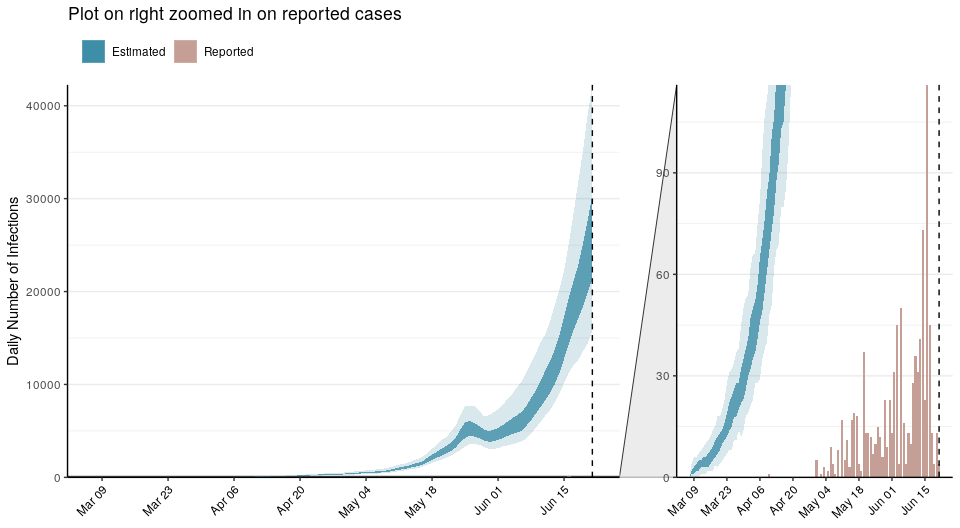 Plot on right zoomed in on reported cases
Estimated Reported
Daily Number of Infections
40000
30000
20000
10000
0
Mar 09 Mar 23 Apr 06 Apr 20 May 04 May 18 Jun 01 Jun 15
90
60
30
0
Mar 09 Mar 23 Apr 06 Apr 20 May 04 May 18 Jun 01 Jun 15